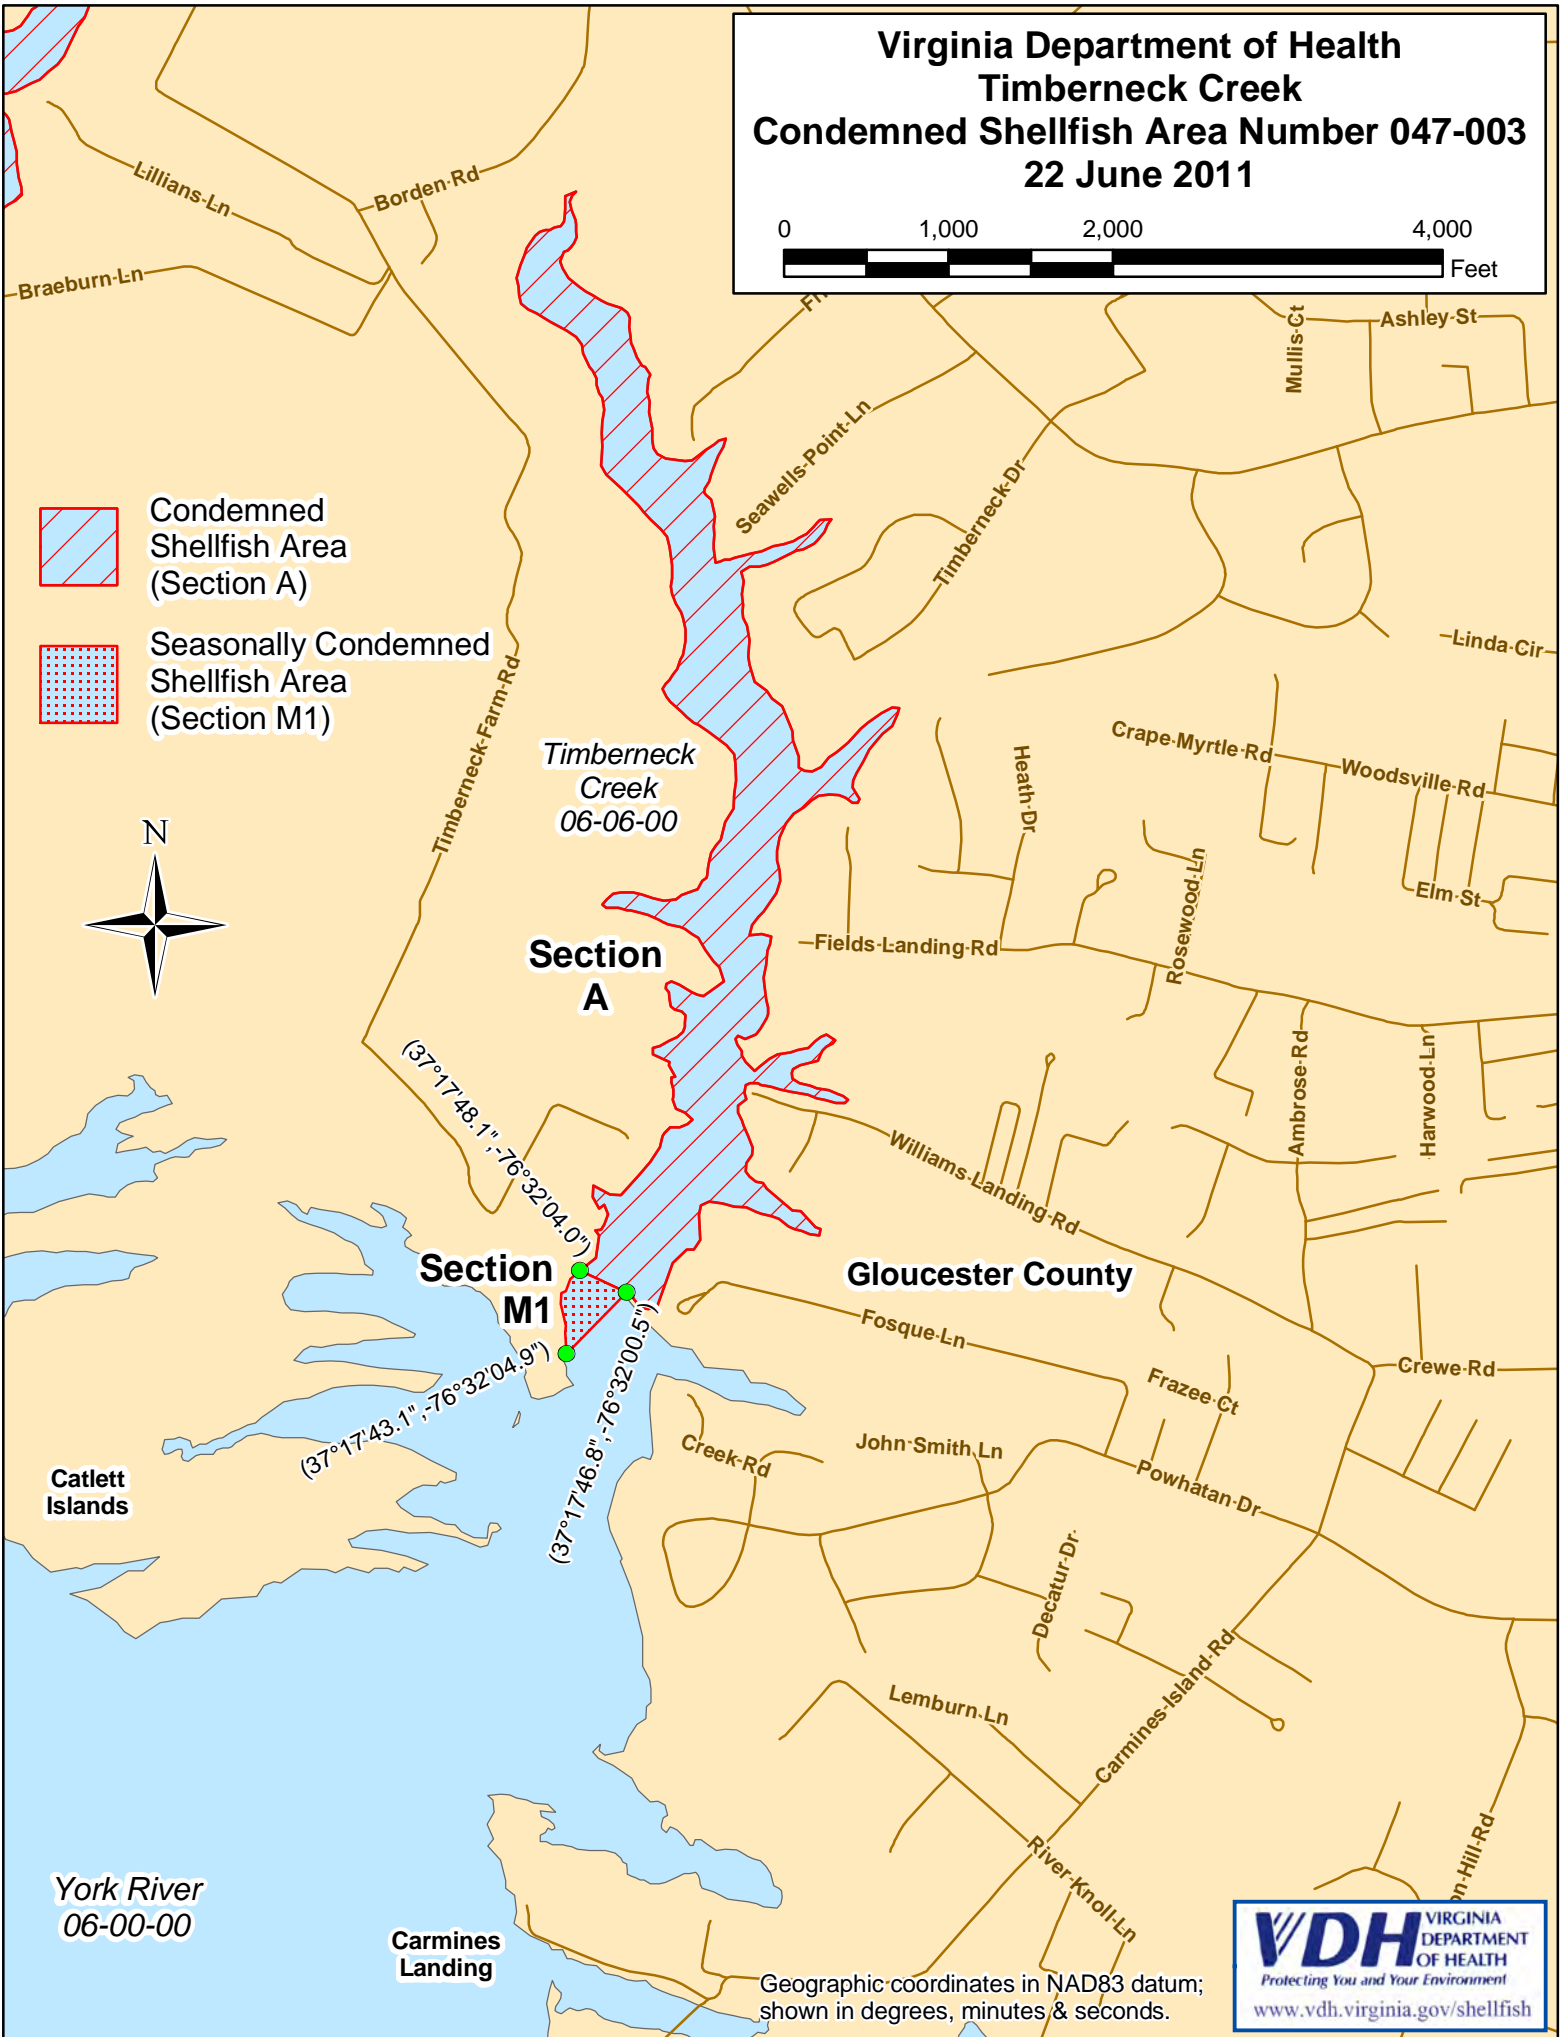 Virginia Department of Health
Timberneck Creek
Condemned Shellfish Area Number 047-003
22 June 2011
0 1,000 2,000 4,000
Feet
Lillians Ln
Borden Rd
Braeburn Ln
Mullis Ct
Ashley St
Seawells Point Ln
Timberneck Dr
Condemned
Shellfish Area
(Section A)
Seasonally Condemned
Shellfish Area
(Section M1)
Linda Cir
Timberneck Farm Rd
Timberneck
Creek
06-06-00
Crape Myrtle Rd
Woodsville Rd
Heath Dr
N
Rosewood Ln
Elm St
Fields Landing Rd
Section
A
Ambrose Rd
Harwood Ln
(37°17'48.1",-76°32'04.0")
Williams Landing Rd
Section
M1
Gloucester County
Fosque Ln
(37°17'43.1",-76°32'04.9")
(37°17'46.8",-76°32'00.5")
Crewe Rd
Frazee Ct
Creek Rd
John Smith Ln
Powhatan Dr
Catlett
Islands
Decatur Dr
Carmines Island Rd
Lemburn Ln
River Knoll Ln
on Hill Rd
York River
06-00-00
Carmines
Landing
Geographic coordinates in NAD83 datum;
shown in degrees, minutes & seconds.
VDH
VIRGINIA
DEPARTMENT
OF HEALTH
Protecting You and Your Environment
www.vdh.virginia.gov/shellfish